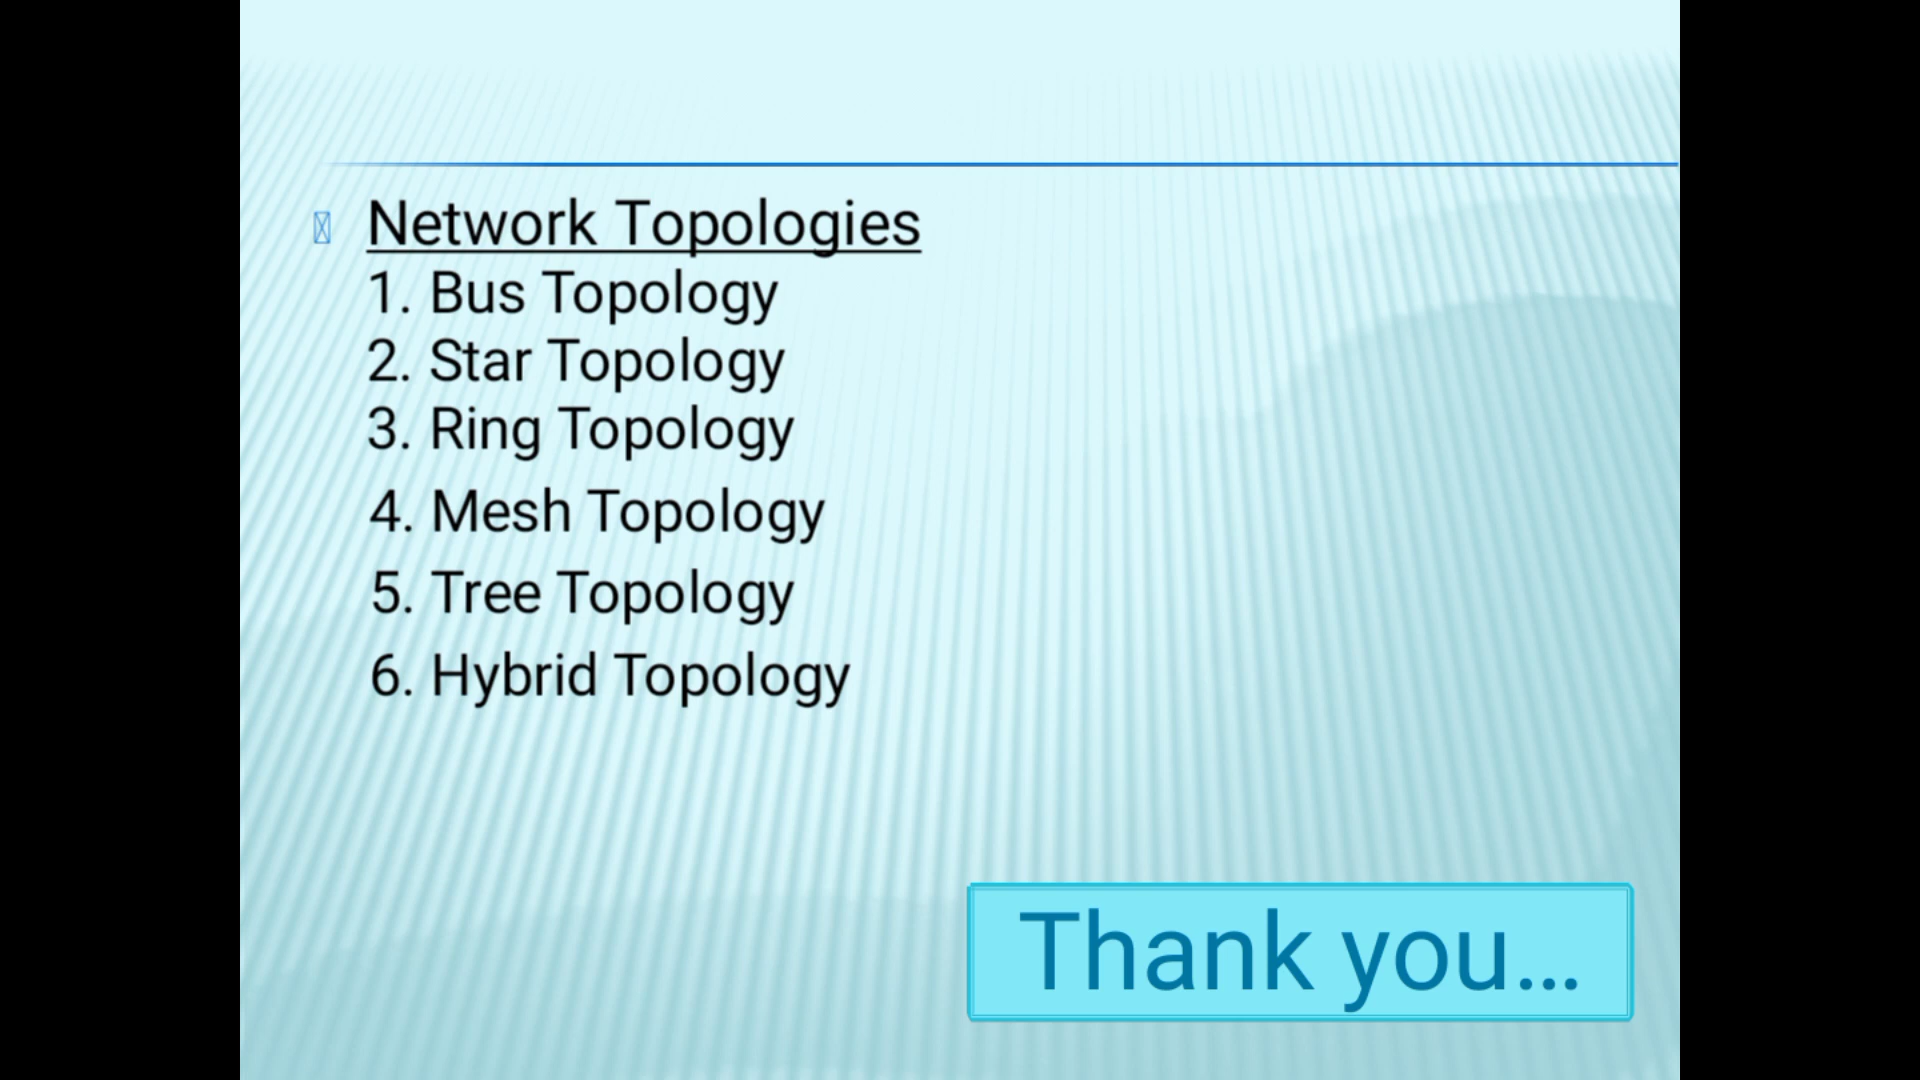 Network Topologies
1. Bus Topology
2. Star Topology
3. Ring Topology
4. Mesh Topology
5. Tree Topology
6. Hybrid Topology
Thank you...